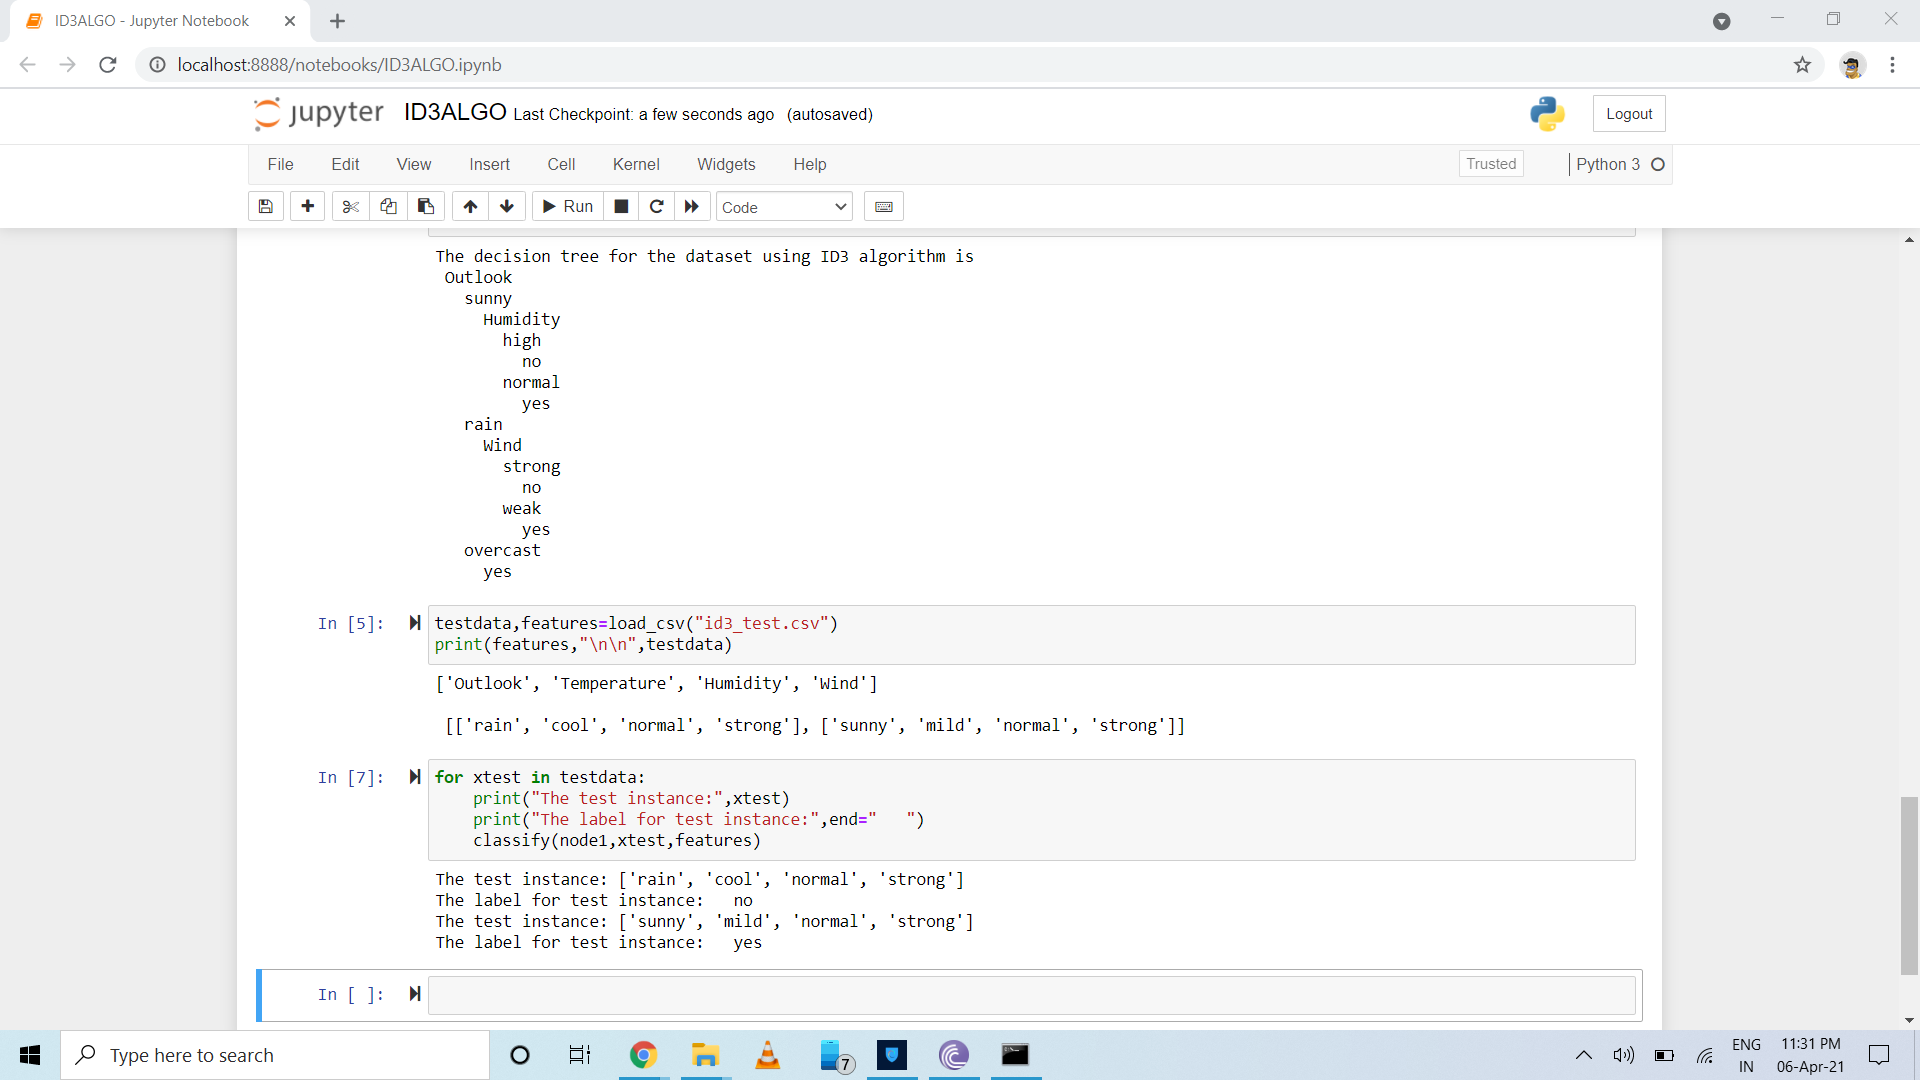 ID3ALGO - Jupyter Notebook
localhost:8888/notebooks/ID3ALGO.ipynb
jupyter ID3ALGO Last Checkpoint: a few seconds ago (autosaved)
Logout
File Edit View Insert Cell Kernel Widgets Help
Trusted
Python 3
Run
Code
The decision tree for the dataset using ID3 algorithm is
Outlook
sunny
Humidity
high
no
normal
yes
rain
Wind
strong
no
weak
yes
overcast
yes
In [5]:
testdata,features=load_csv("id3_test.csv")
print(features,"\n\n",testdata)
['Outlook', 'Temperature', 'Humidity', 'Wind']
[['rain', 'cool', 'normal', 'strong'], ['sunny', 'mild', 'normal', 'strong']]
In [7]:
for xtest in testdata:
    print("The test instance:",xtest)
    print("The label for test instance:",end="   ")
    classify(node1,xtest,features)
The test instance: ['rain', 'cool', 'normal', 'strong']
The label for test instance:   no
The test instance: ['sunny', 'mild', 'normal', 'strong']
The label for test instance:   yes
In [ ]:
Type here to search
7
ENG
IN
11:31 PM
06-Apr-21